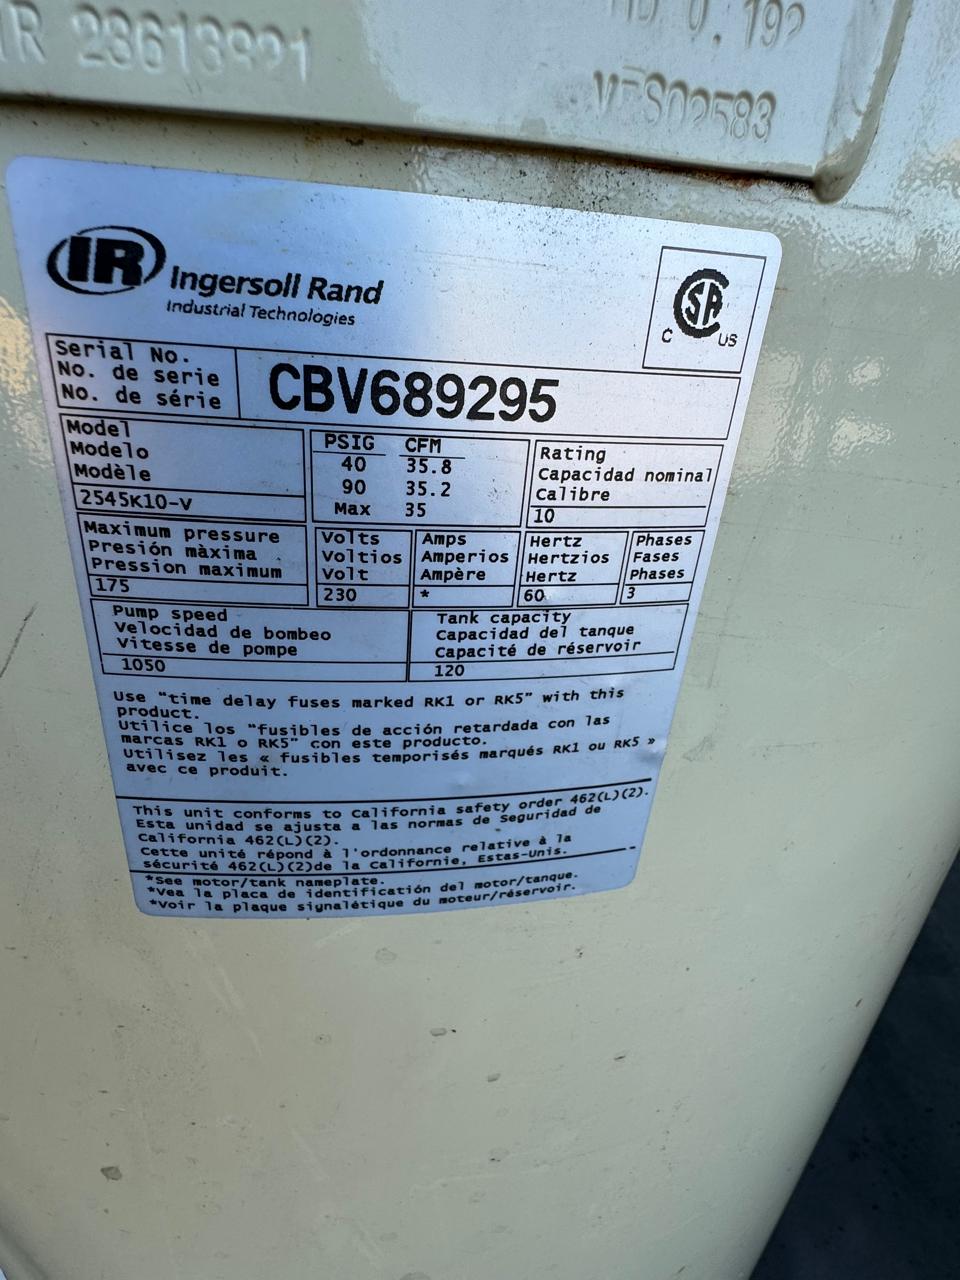 IR 23613921
VES02583
IR Ingersoll Rand
Industrial Technologies
CSA
C US
Serial No.
No. de serie
No. de série
CBV689295
Model
Modelo
Modèle
2545K10-V
PSIG CFM
40 35.8
90 35.2
Max 35
Rating
Capacidad nominal
Calibre
10
Maximum pressure
Presión màxima
Pression maximum
175
Volts
Voltios
Volt
230
Amps
Amperios
Ampère
*
Hertz
Hertzios
Hertz
60
Phases
Fases
Phases
3
Pump speed
Velocidad de bombeo
Vitesse de pompe
1050
Tank capacity
Capacidad del tanque
Capacité de réservoir
120
Use "time delay fuses marked RK1 or RK5" with this
product.
Utilice los "fusibles de acción retardada con las
marcas RK1 o RK5" con este producto.
Utilisez les « fusibles temporisés marqués RK1 ou RK5 »
avec ce produit.
This unit conforms to California safety order 462(L)(2).
Esta unidad se ajusta a las normas de Seguridad de
California 462(L)(2).
Cette unité répond à l'ordonnance relative à la
sécurité 462(L)(2)de la Californie, Estas-Unis.
*See motor/tank nameplate.
*Vea la placa de identificación del motor/tanque.
*Voir la plaque signalétique du moteur/réservoir.